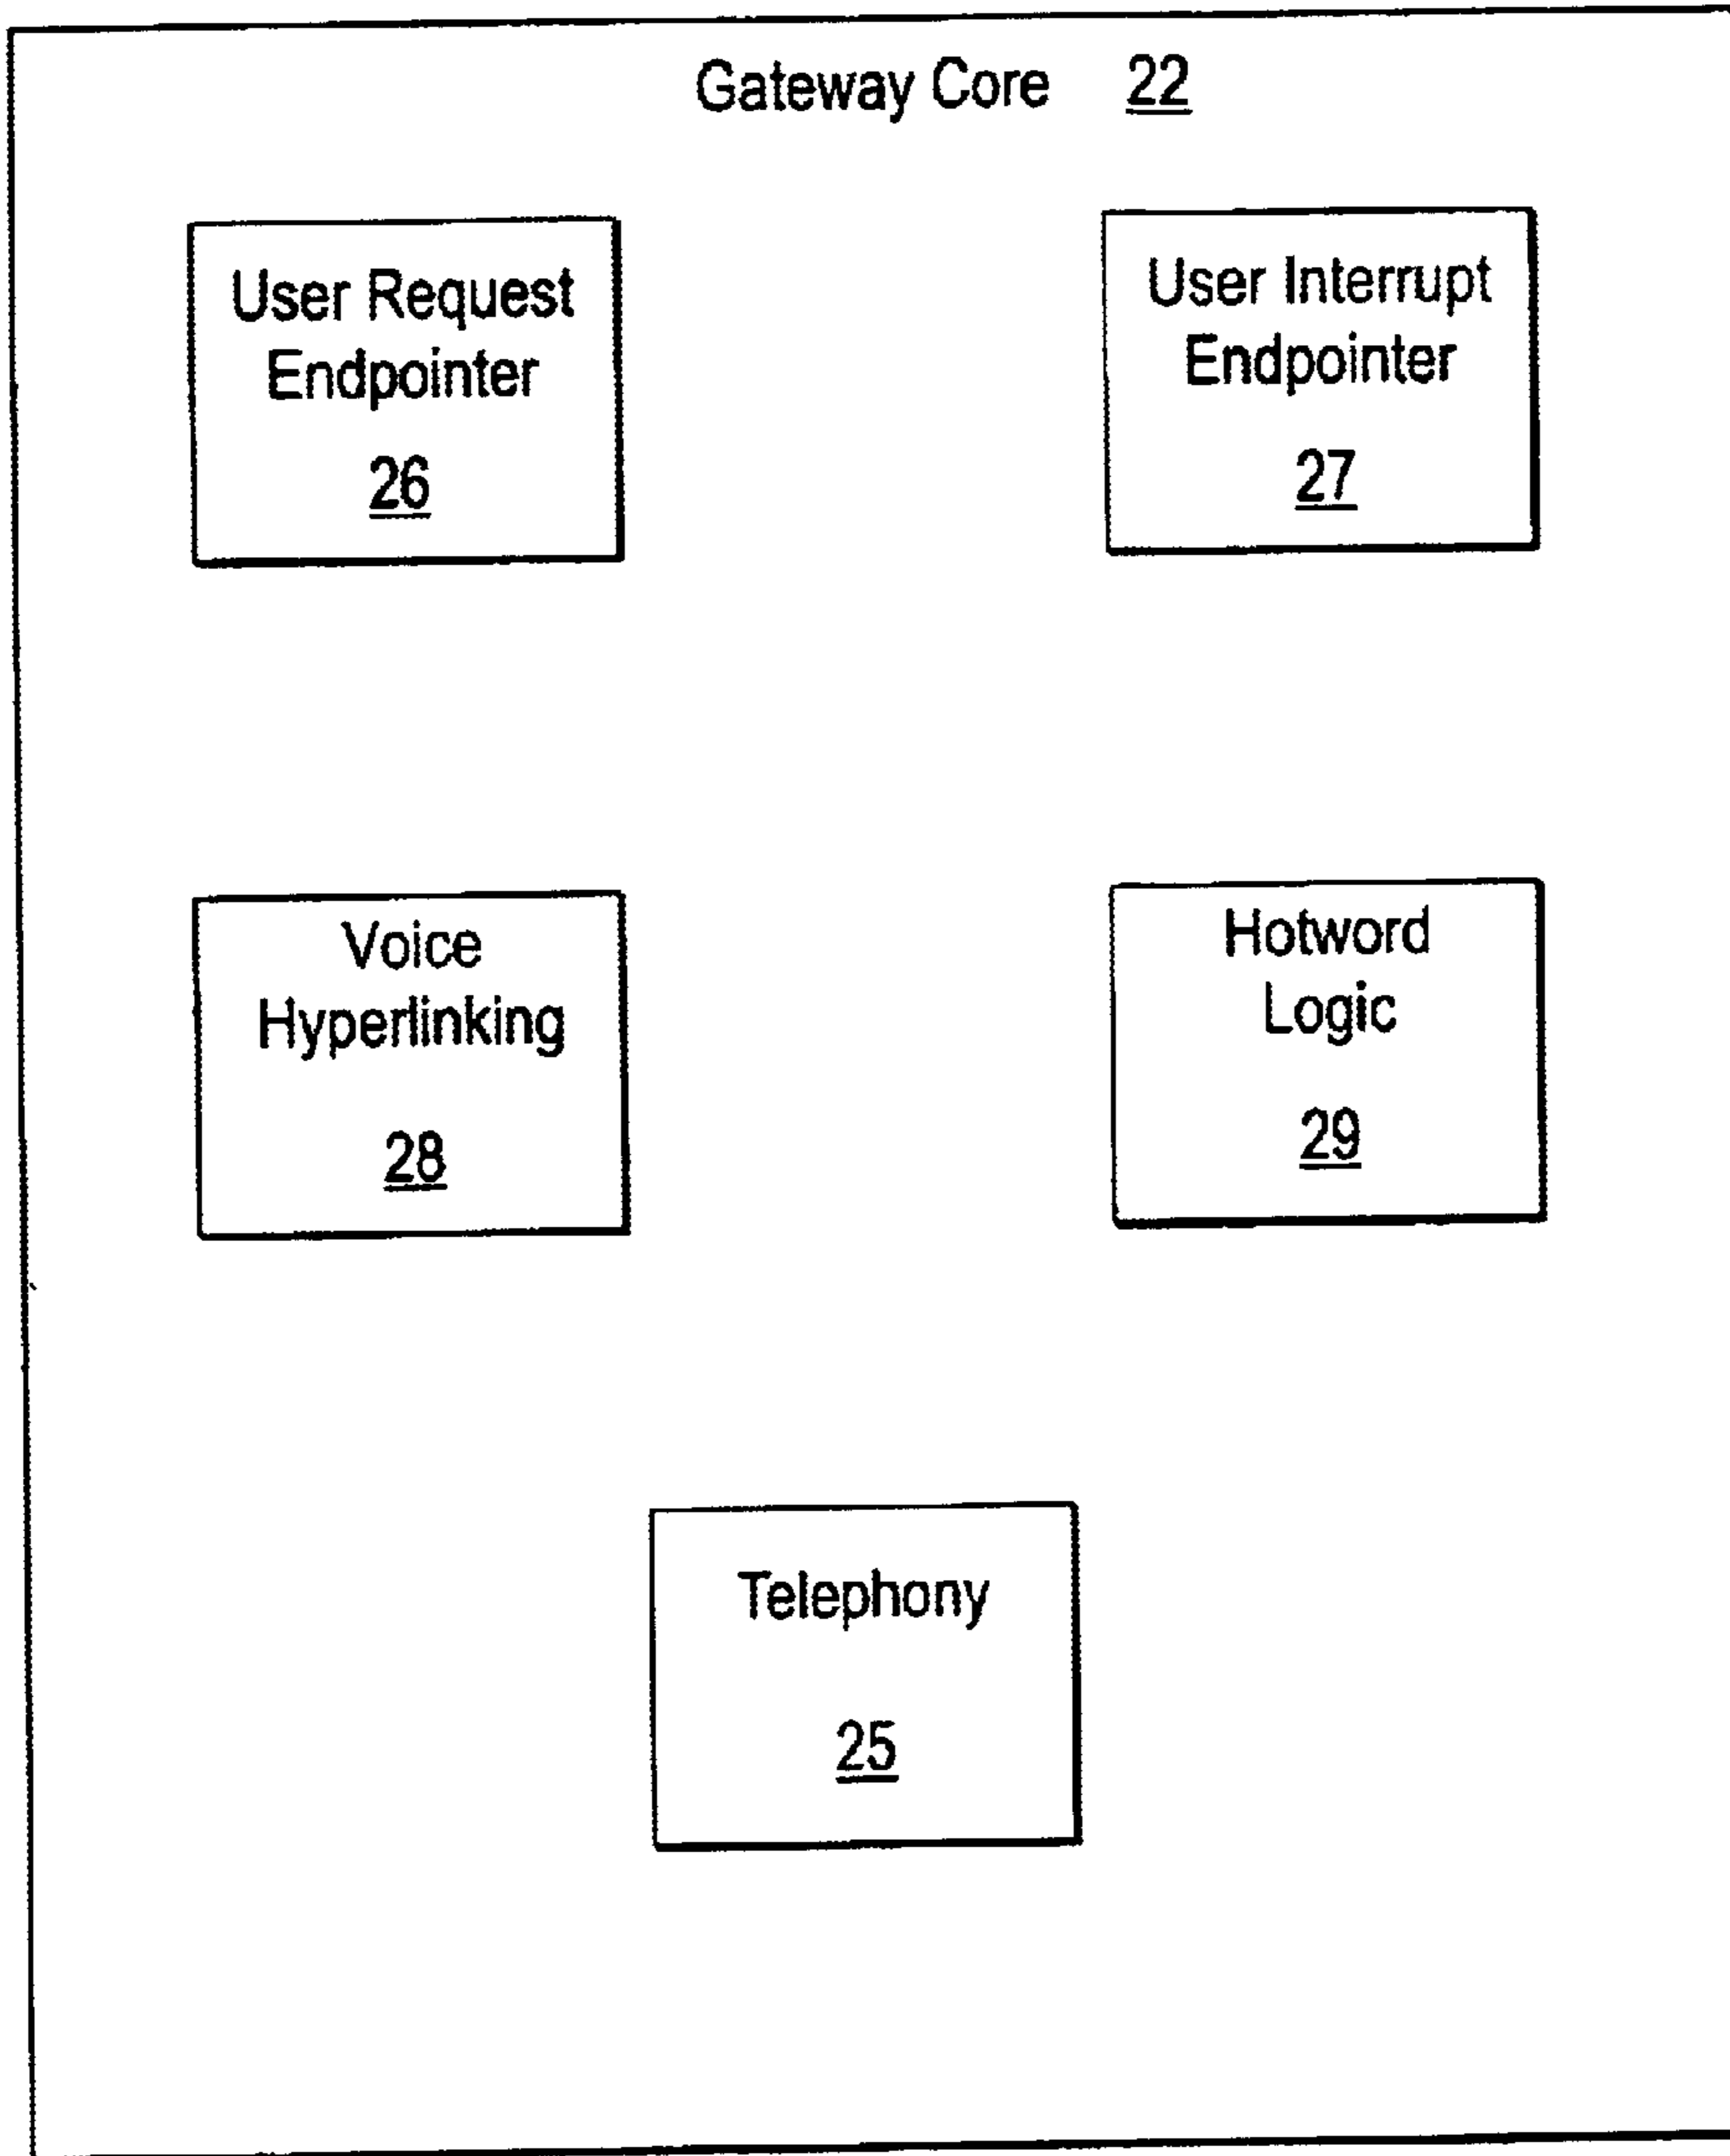 Gateway Core 22
User Request
Endpointer
26
User Interrupt
Endpointer
27
Voice
Hyperlinking
28
Hotword
Logic
29
Telephony
25